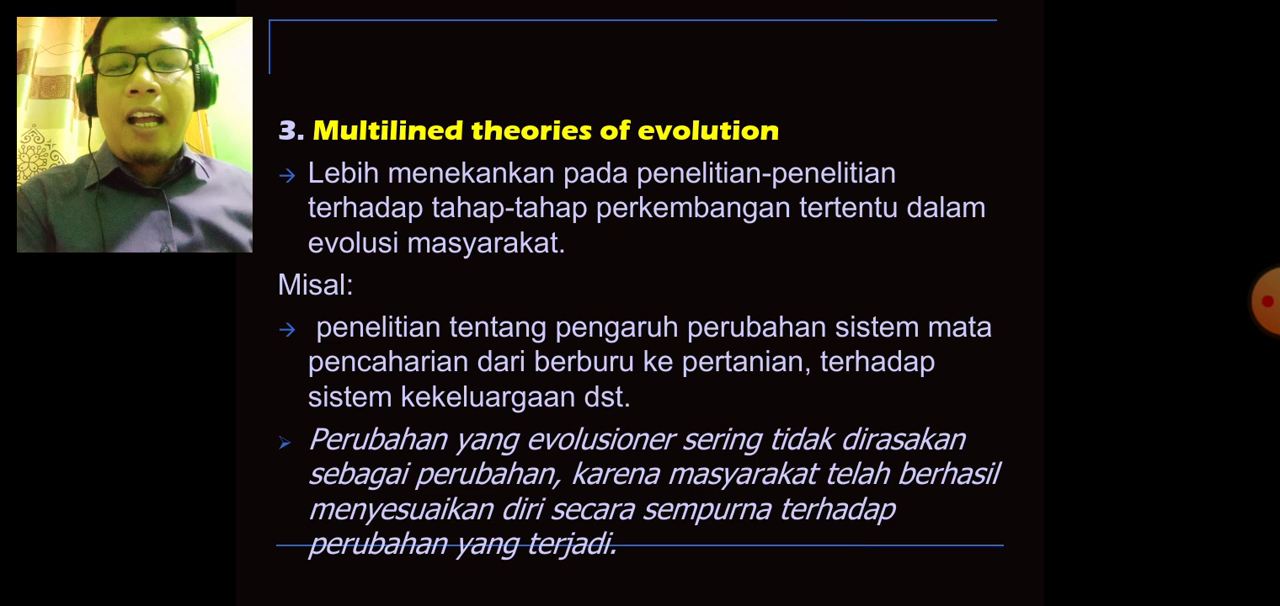 3. Multilined theories of evolution
→ Lebih menekankan pada penelitian-penelitian
terhadap tahap-tahap perkembangan tertentu dalam
evolusi masyarakat.
Misal:
→ penelitian tentang pengaruh perubahan sistem mata
pencaharian dari berburu ke pertanian, terhadap
sistem kekeluargaan dst.
➢ Perubahan yang evolusioner sering tidak dirasakan
sebagai perubahan, karena masyarakat telah berhasil
menyesuaikan diri secara sempurna terhadap
perubahan yang terjadi.